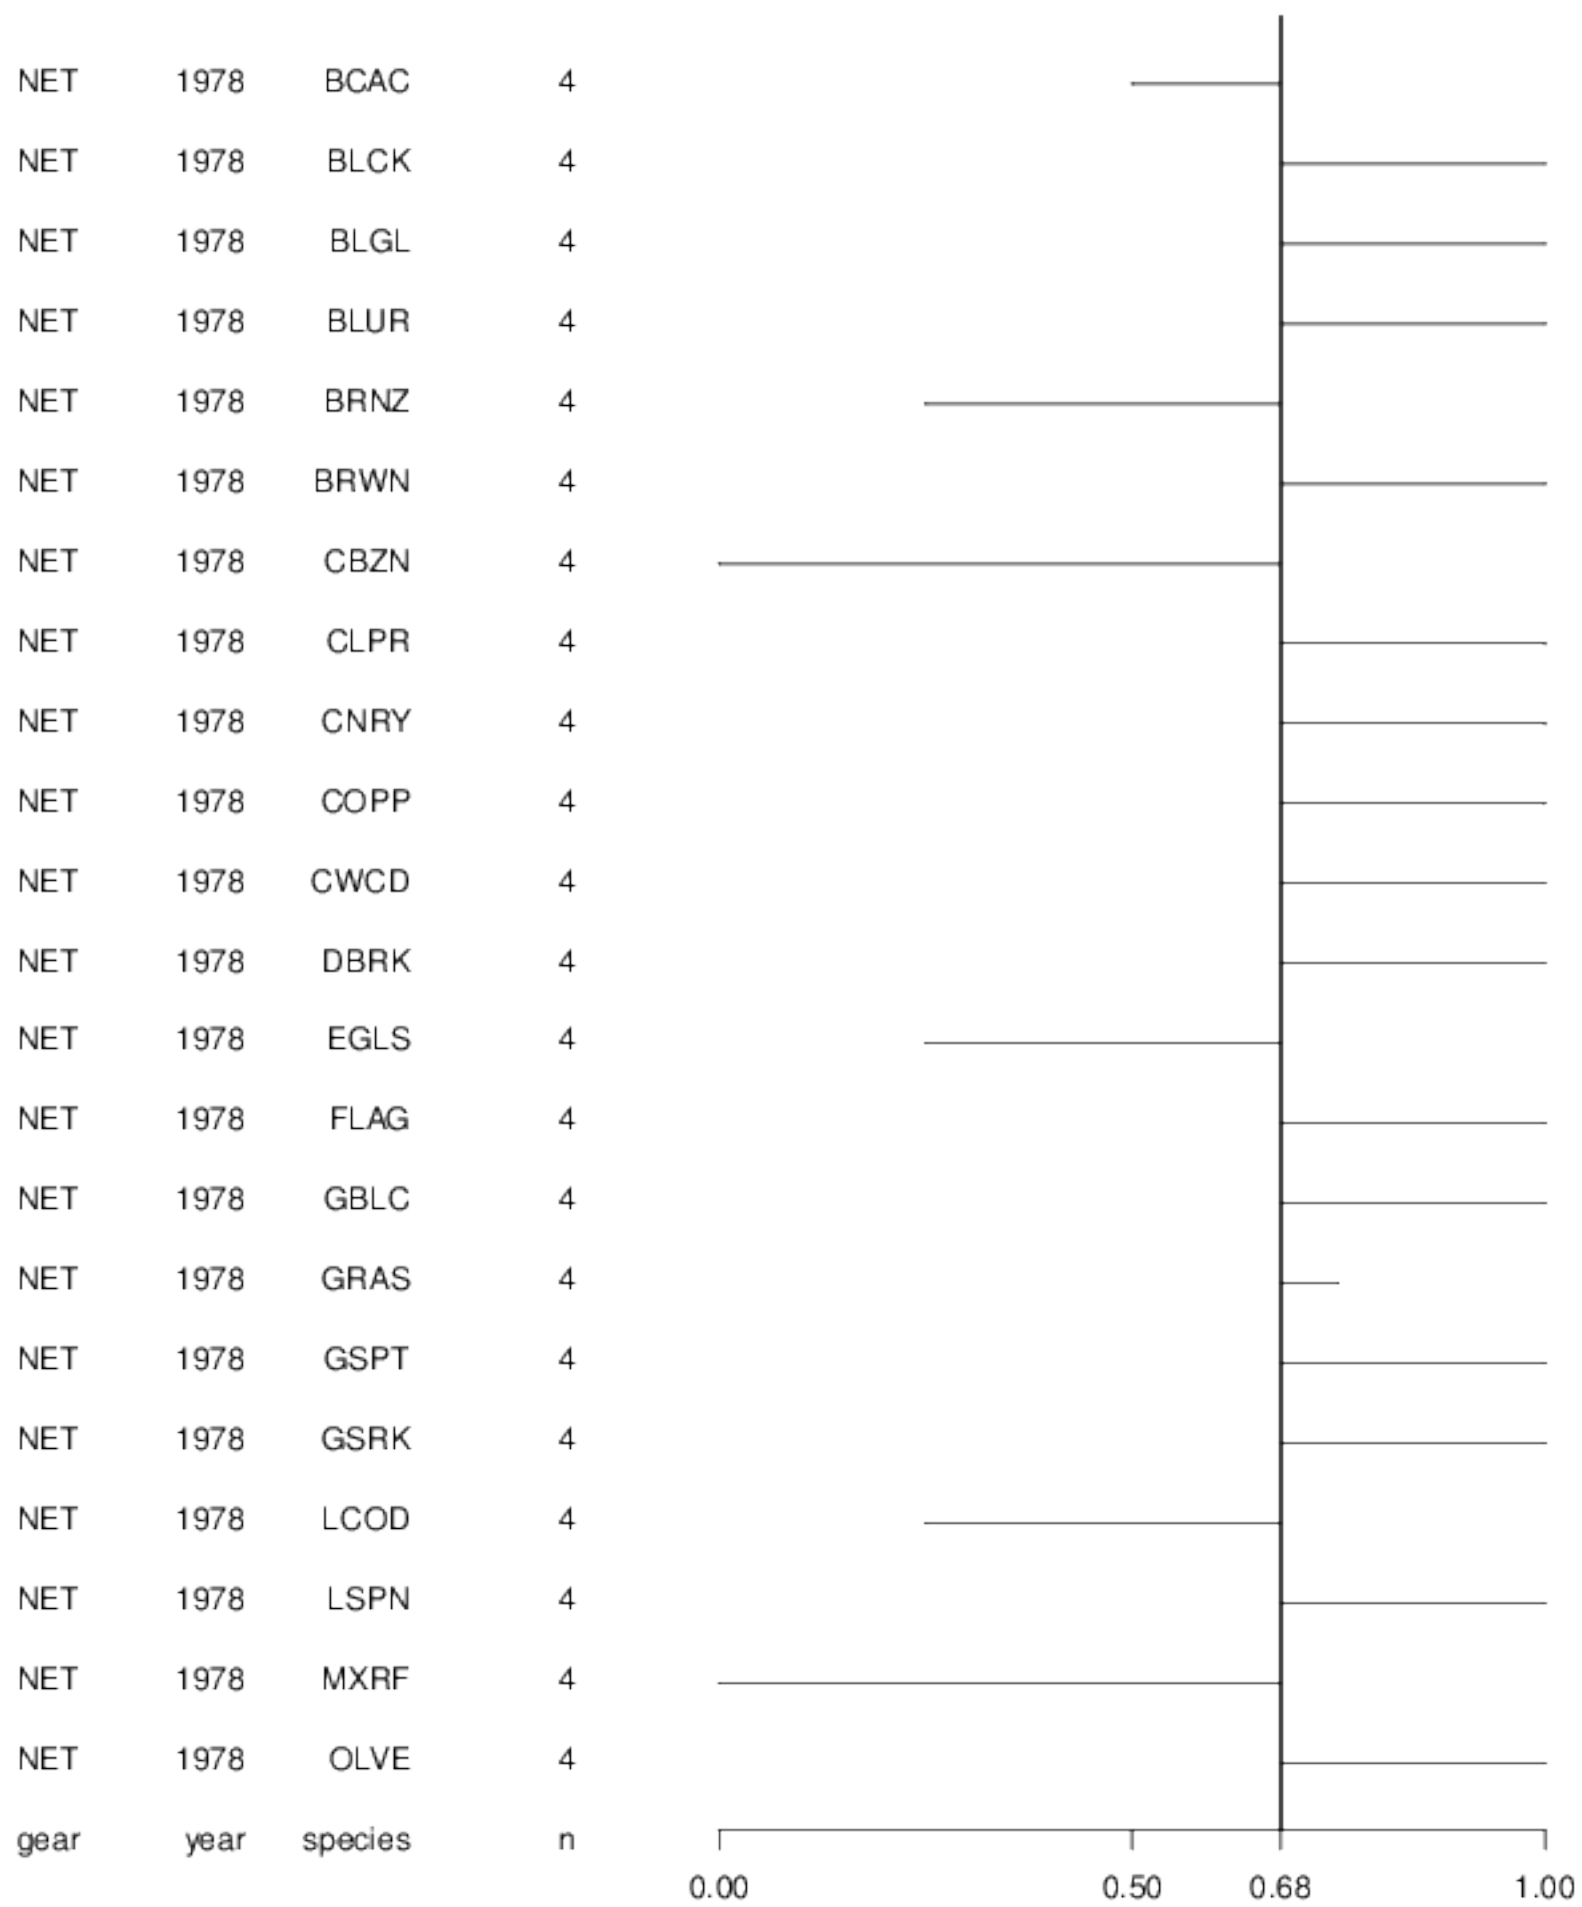 NET 1978 BCAC 4
NET 1978 BLCK 4
NET 1978 BLGL 4
NET 1978 BLUR 4
NET 1978 BRNZ 4
NET 1978 BRWN 4
NET 1978 CBZN 4
NET 1978 CLPR 4
NET 1978 CNRY 4
NET 1978 COPP 4
NET 1978 CWCD 4
NET 1978 DBRK 4
NET 1978 EGLS 4
NET 1978 FLAG 4
NET 1978 GBLC 4
NET 1978 GRAS 4
NET 1978 GSPT 4
NET 1978 GSRK 4
NET 1978 LCOD 4
NET 1978 LSPN 4
NET 1978 MXRF 4
NET 1978 OLVE 4
gear year species n
0.00 0.50 0.68 1.00